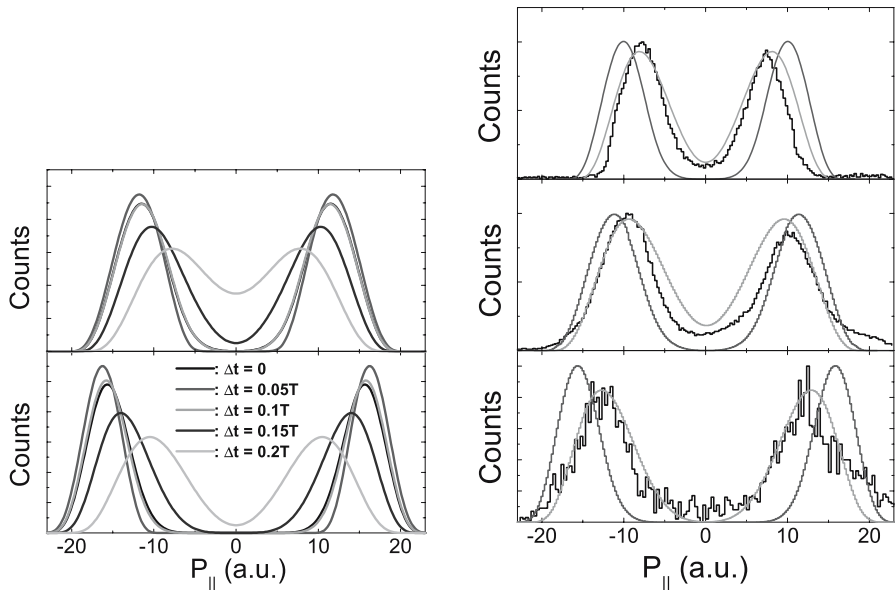 Counts
Counts
: Δt = 0
: Δt = 0.05T
: Δt = 0.1T
: Δt = 0.15T
: Δt = 0.2T
-20 -10 0 10 20
P|| (a.u.)
Counts
Counts
Counts
-20 -10 0 10 20
P|| (a.u.)